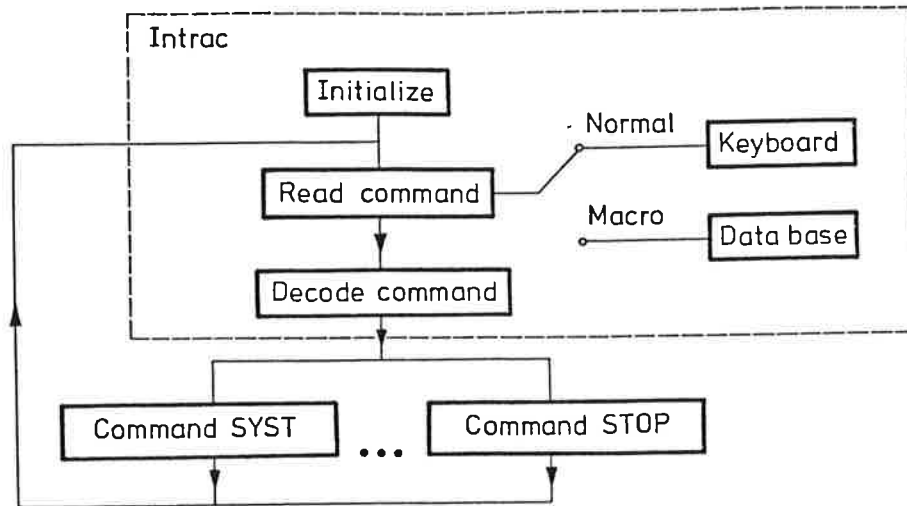 Intrac
Initialize
Normal
Keyboard
Read command
Macro
Data base
Decode command
Command SYST
...
Command STOP